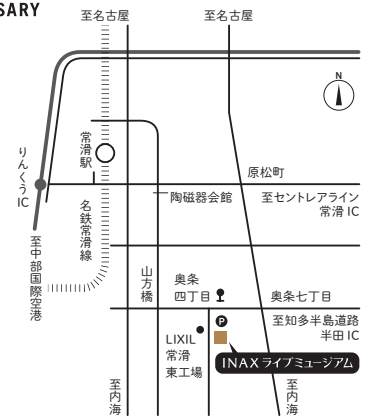 SARY
至名古屋
至名古屋
N
常滑駅
りんくう
IC
原松町
陶磁器会館
至セントレアライン
常滑 IC
名鉄常滑線
至中部国際空港
山方橋
奥条
四丁目
奥条七丁目
P
至知多半島道路
半田 IC
LIXIL
常滑
東工場
INAXライブミュージアム
至内海
至内海